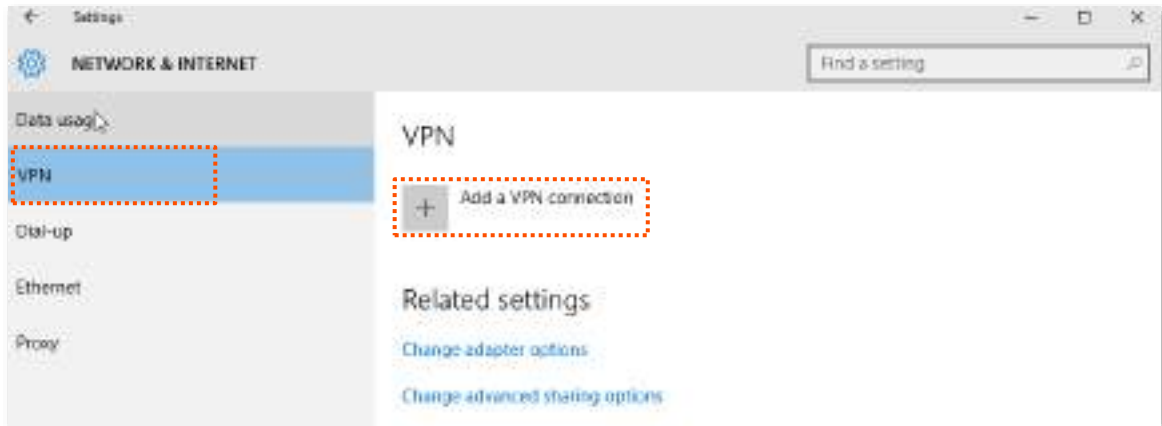 Settings
NETWORK & INTERNET
Find a setting
Data usage
VPN
Dial-up
Ethernet
Proxy
VPN
Add a VPN connection
Related settings
Change adapter options
Change advanced sharing options